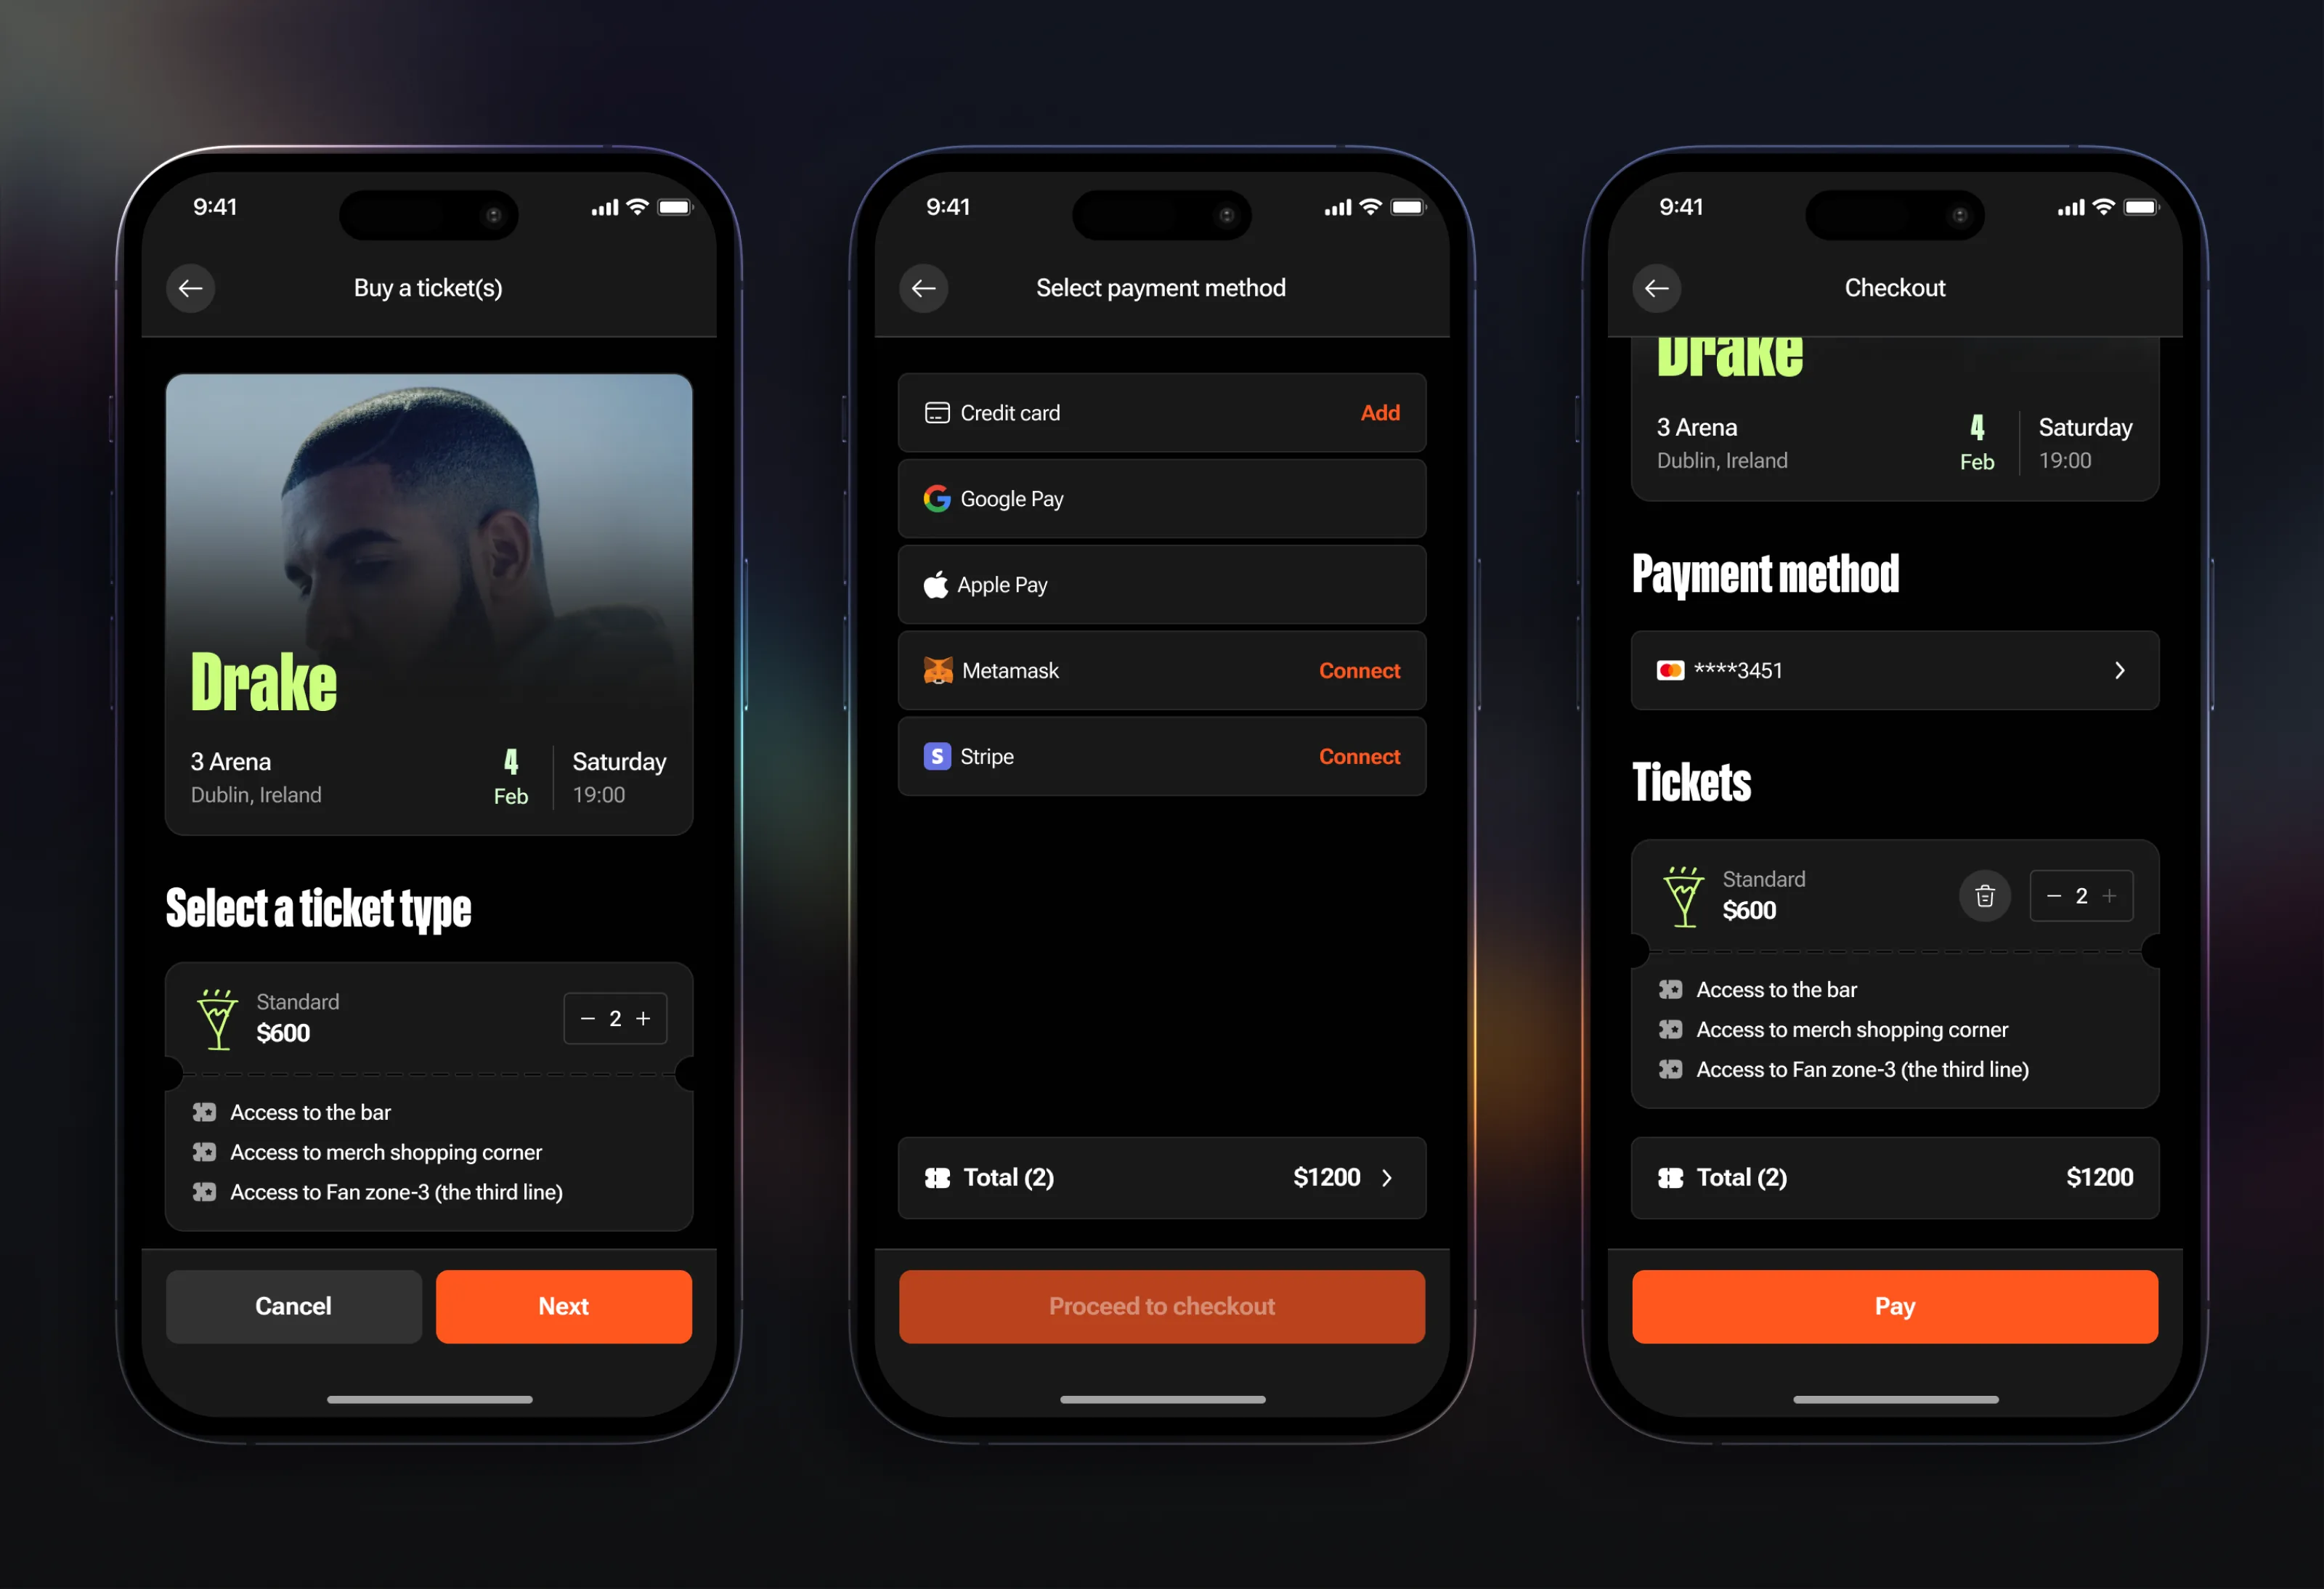 9:41
Buy a ticket(s)
Drake
3 Arena
Dublin, Ireland
4
Feb
Saturday
19:00
Select a ticket type
Standard
$600
− 2 +
Access to the bar
Access to merch shopping corner
Access to Fan zone-3 (the third line)
Cancel
Next
9:41
Select payment method
Credit card Add
Google Pay
Apple Pay
Metamask Connect
S Stripe Connect
Total (2) $1200
Proceed to checkout
9:41
Checkout
Drake
3 Arena
Dublin, Ireland
4
Feb
Saturday
19:00
Payment method
****3451
Tickets
Standard
$600
− 2 +
Access to the bar
Access to merch shopping corner
Access to Fan zone-3 (the third line)
Total (2) $1200
Pay